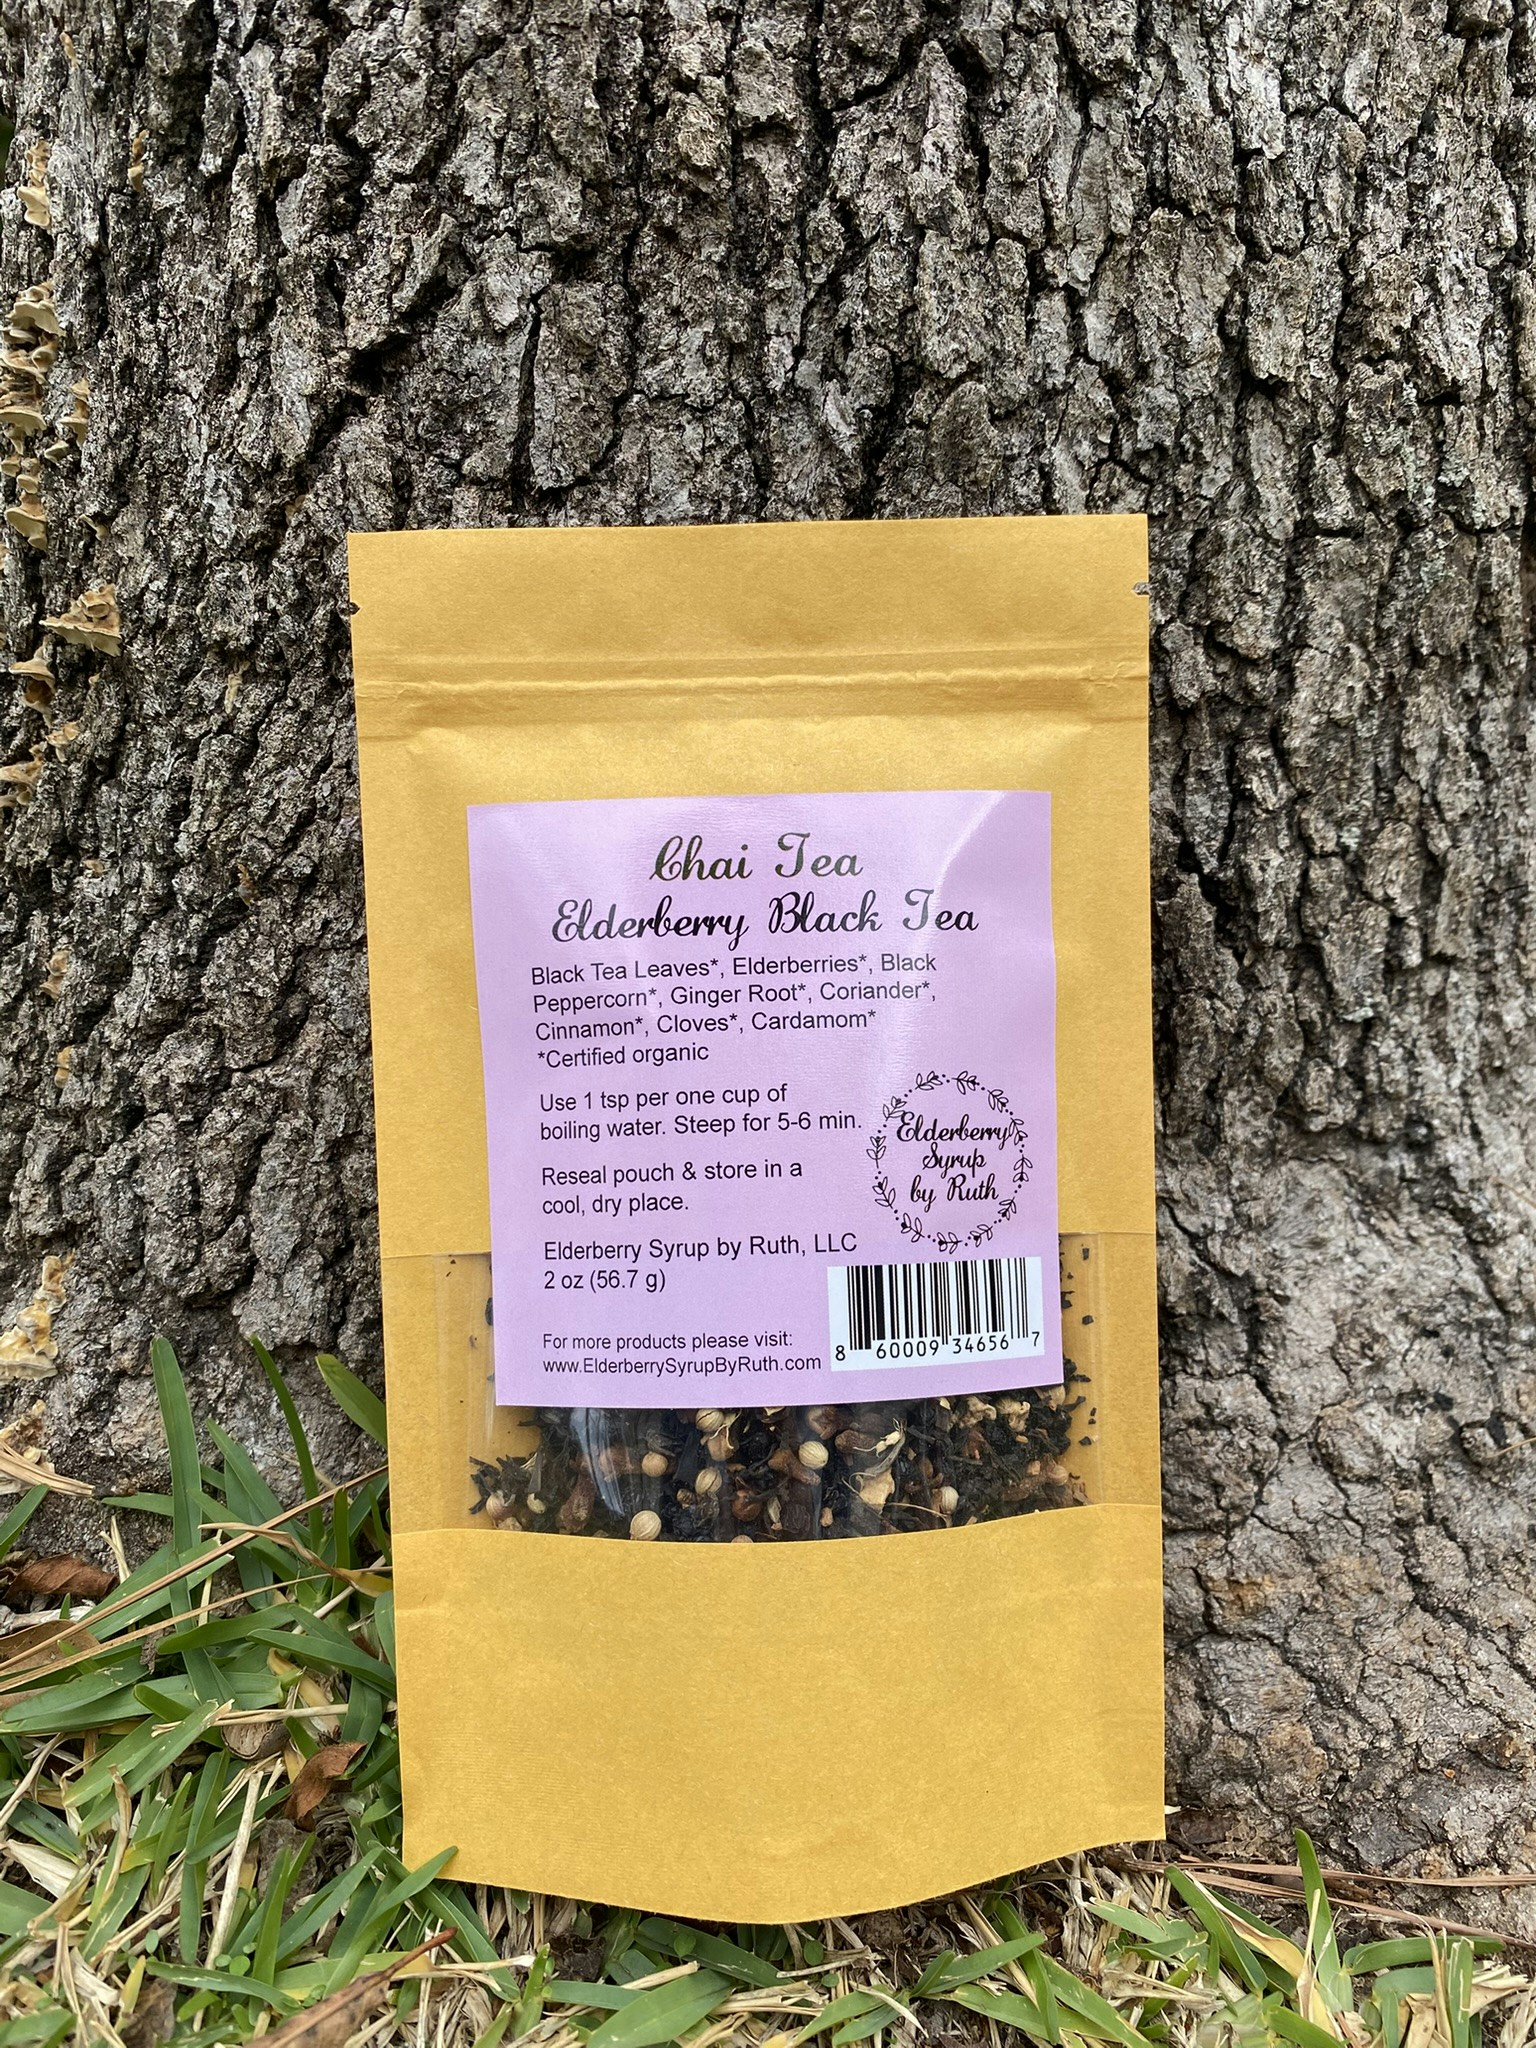 Chai Tea
Elderberry Black Tea
Black Tea Leaves*, Elderberries*, Black
Peppercorn*, Ginger Root*, Coriander*,
Cinnamon*, Cloves*, Cardamom*
*Certified organic
Use 1 tsp per one cup of
boiling water. Steep for 5-6 min.
Reseal pouch & store in a
cool, dry place.
Elderberry Syrup by Ruth, LLC
2 oz (56.7 g)
For more products please visit:
www.ElderberrySyrupByRuth.com
Elderberry
Syrup
by Ruth
8 60009 34656 7